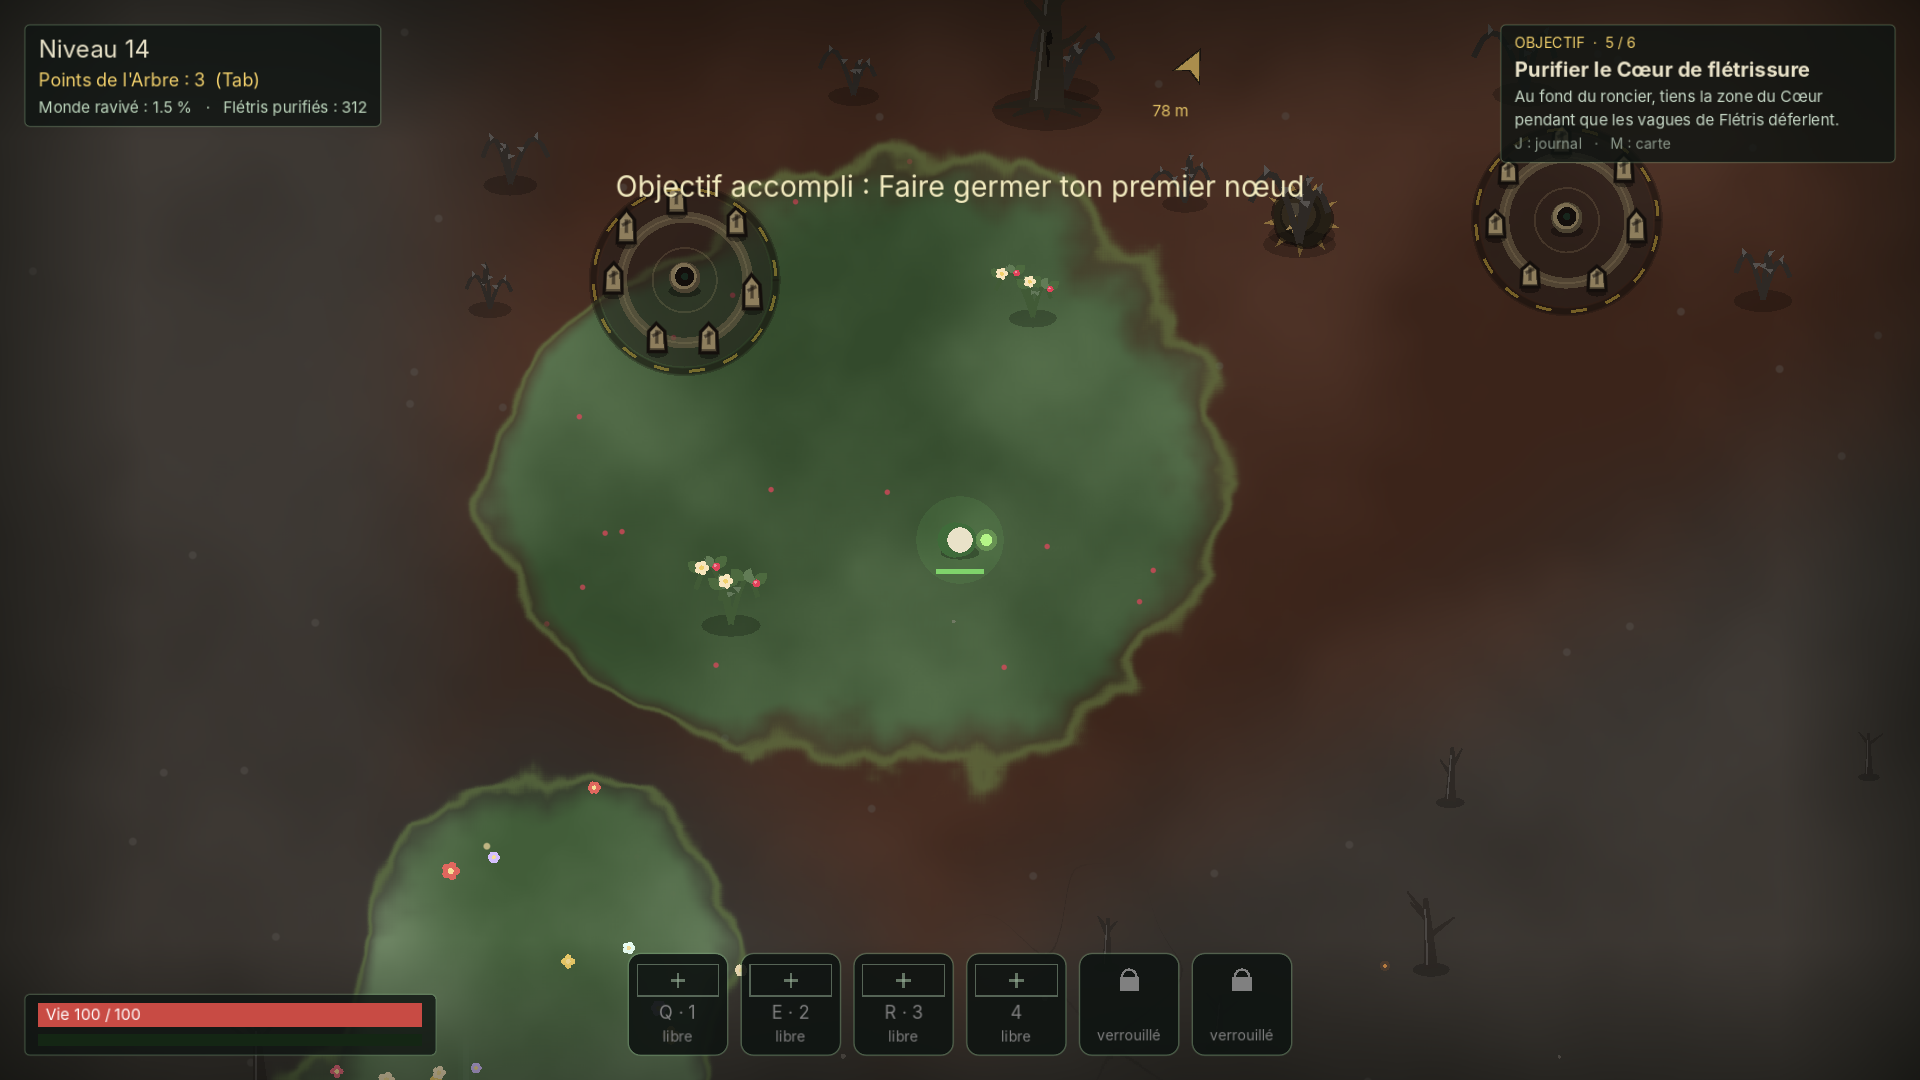 Niveau 14
Points de l'Arbre : 3  (Tab)
Monde ravivé : 1.5 %  ·  Flétris purifiés : 312
78 m
OBJECTIF · 5 / 6
Purifier le Cœur de flétrissure
Au fond du roncier, tiens la zone du Cœur
pendant que les vagues de Flétris déferlent.
J : journal  ·  M : carte
Objectif accompli : Faire germer ton premier nœud
Vie 100 / 100
Q · 1
libre
E · 2
libre
R · 3
libre
4
libre
verrouillé
verrouillé